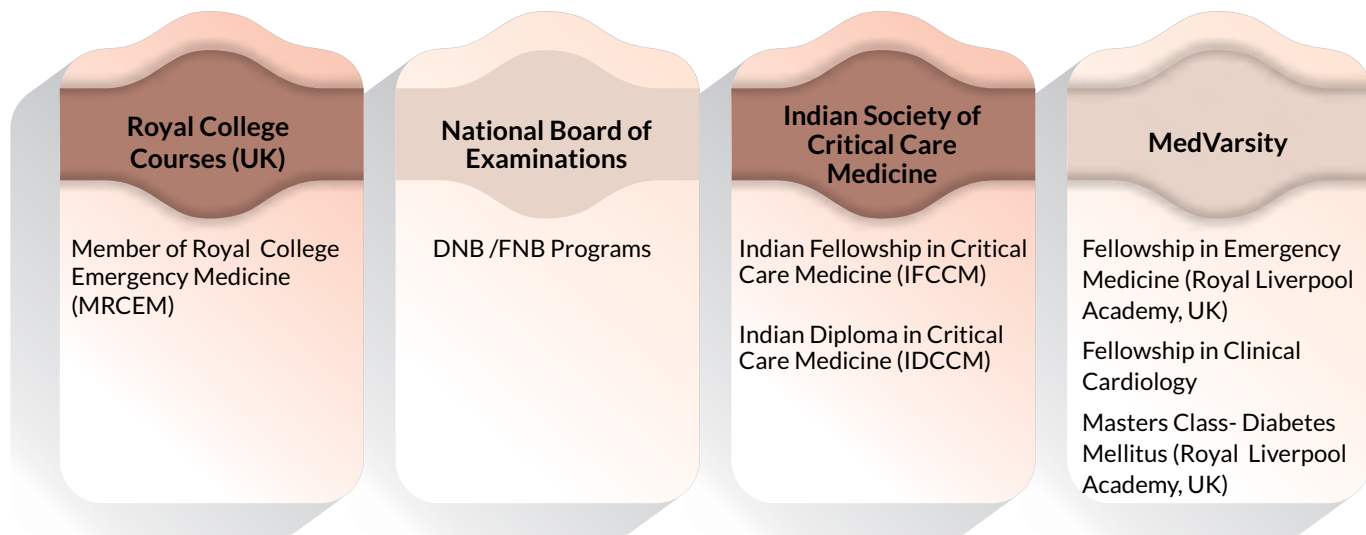 Royal College
Courses (UK)
Member of Royal College
Emergency Medicine
(MRCEM)
National Board of
Examinations
DNB /FNB Programs
Indian Society of
Critical Care
Medicine
Indian Fellowship in Critical
Care Medicine (IFCCM)
Indian Diploma in Critical
Care Medicine (IDCCM)
MedVarsity
Fellowship in Emergency
Medicine (Royal Liverpool
Academy, UK)
Fellowship in Clinical
Cardiology
Masters Class- Diabetes
Mellitus (Royal Liverpool
Academy, UK)